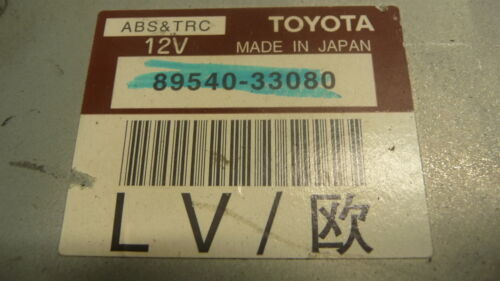 ABS&TRC TOYOTA
12V MADE IN JAPAN
89540-33080
LV/欧